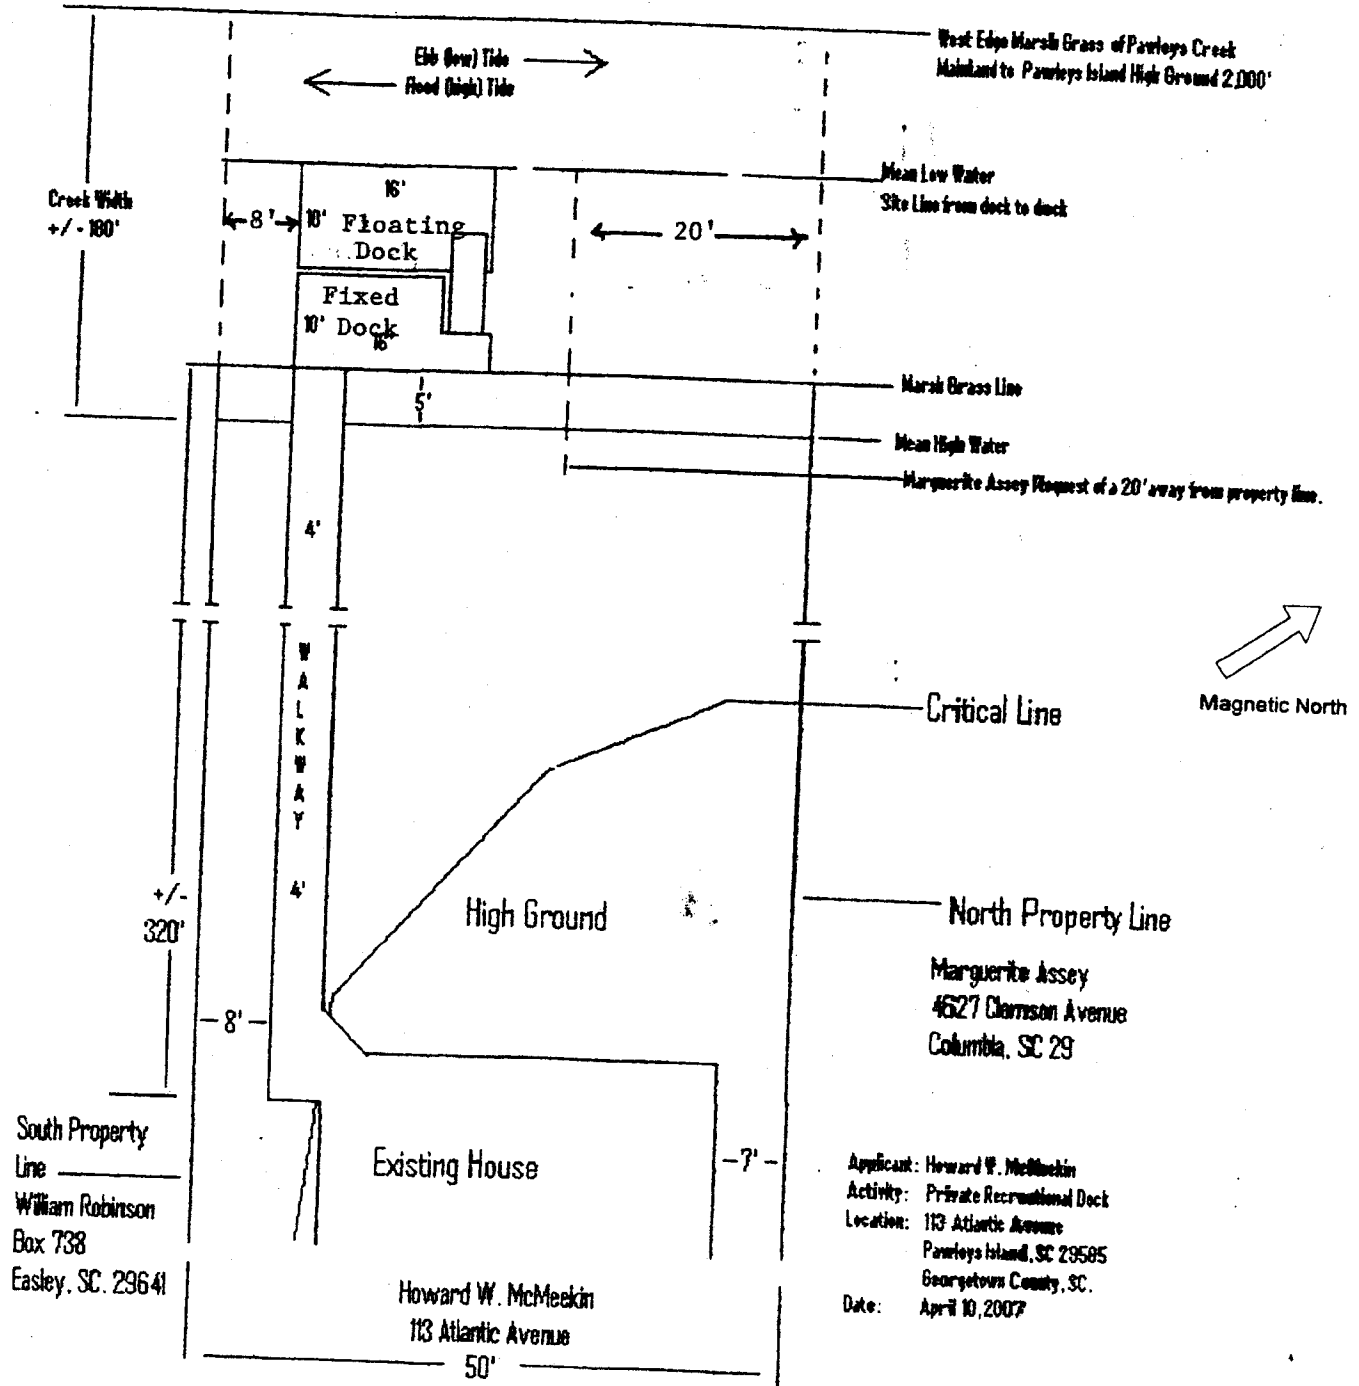 West Edge Marsh Grass of Pawleys Creek
Mainland to Pawleys Island High Ground 2,000'
Ebb (low) Tide
Flood (high) Tide
Creek Width
+/- 180'
Mean Low Water
Site Line from dock to dock
16'
8'
10' Floating
Dock
20'
Fixed
10' Dock
16'
Marsh Grass Line
5'
Mean High Water
Marguerite Assey Request of a 20' away from property line.
4'
WALKWAY
4'
Magnetic North
Critical Line
+/-
320'
High Ground
North Property Line
Marguerite Assey
4627 Clemson Avenue
Columbia, SC 29
8'
South Property
Line
William Robinson
Box 738
Easley, SC. 29641
Existing House
7'
Applicant: Howard W. McMeekin
Activity: Private Recreational Dock
Location: 113 Atlantic Avenue
Pawleys Island, SC 29585
Georgetown County, SC.
Date: April 10, 2007
Howard W. McMeekin
113 Atlantic Avenue
50'